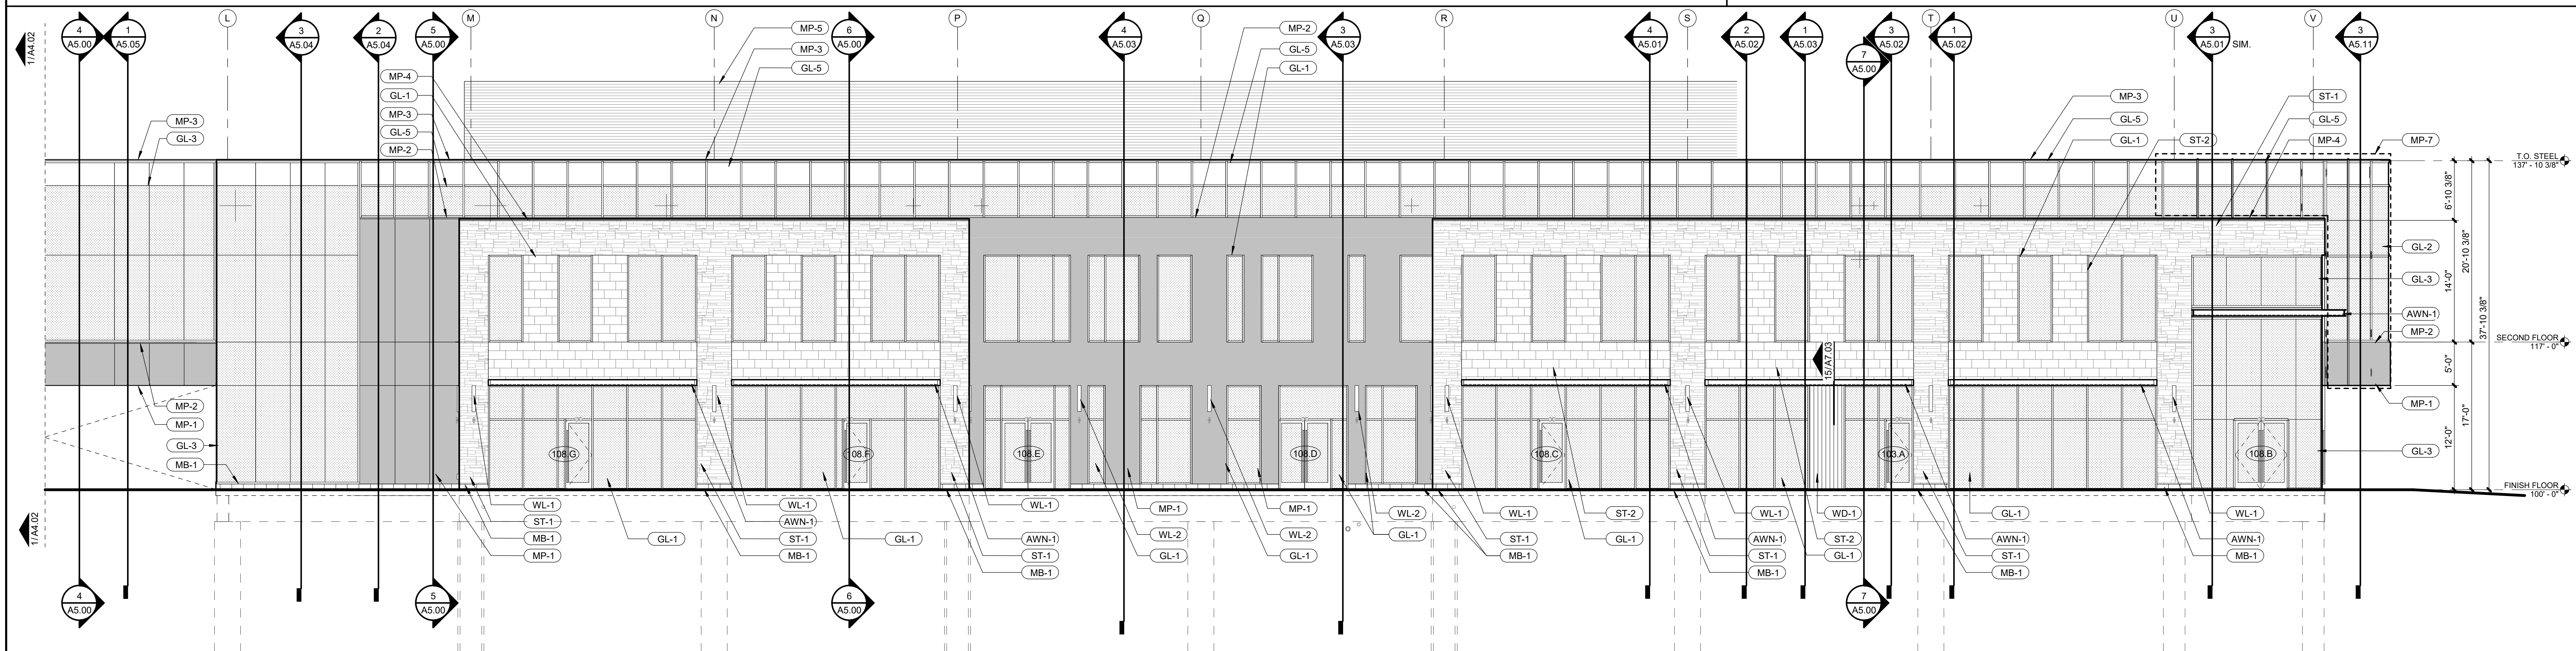 L
M
N
P
Q
R
S
T
U
V
1/A4.02
4
A5.00
1
A5.05
3
A5.04
2
A5.04
5
A5.00
6
A5.00
4
A5.03
3
A5.03
4
A5.01
2
A5.02
1
A5.03
7
A5.00
3
A5.02
1
A5.02
3
A5.01
SIM.
3
A5.11
MP-5
MP-3
GL-5
MP-2
GL-5
GL-1
MP-4
GL-1
MP-3
GL-5
MP-2
MP-3
GL-3
MP-3
GL-5
GL-1
ST-2
ST-1
GL-5
MP-4
MP-7
T.O. STEEL
137' - 10 3/8"
6'-10 3/8"
20'-10 3/8"
37'-10 3/8"
14'-0"
GL-2
GL-3
AWN-1
MP-2
SECOND FLOOR
117' - 0"
5'-0"
17'-0"
12'-0"
MP-1
GL-3
FINISH FLOOR
100' - 0"
MP-2
MP-1
GL-3
MB-1
15/A7.03
108.G
108.F
108.E
108.D
108.C
103.A
108.B
WL-1
ST-1
MB-1
MP-1
GL-1
WL-1
AWN-1
ST-1
MB-1
GL-1
WL-1
AWN-1
ST-1
MB-1
MP-1
WL-2
GL-1
MP-1
WL-2
GL-1
WL-2
GL-1
WL-1
ST-1
MB-1
ST-2
GL-1
WL-1
AWN-1
ST-1
MB-1
WD-1
ST-2
GL-1
GL-1
AWN-1
ST-1
MB-1
WL-1
AWN-1
MB-1
1/A4.02
4
A5.00
5
A5.00
6
A5.00
7
A5.00